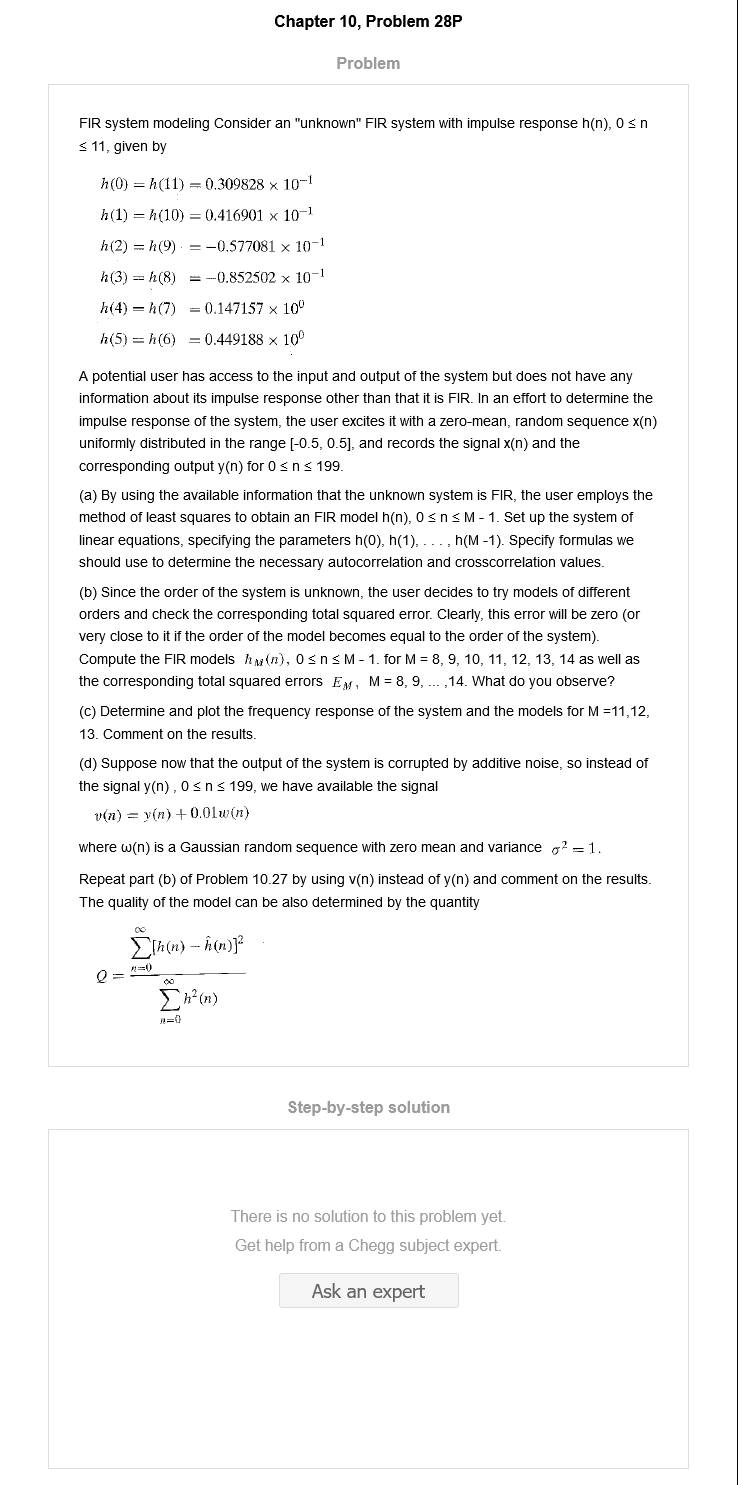 Chapter 10, Problem 28P
Problem
FIR system modeling Consider an "unknown" FIR system with impulse response h(n), 0 ≤ n
≤ 11, given by
h(0) = h(11) = 0.309828 × 10⁻¹
h(1) = h(10) = 0.416901 × 10⁻¹
h(2) = h(9) = −0.577081 × 10⁻¹
h(3) = h(8) = −0.852502 × 10⁻¹
h(4) = h(7) = 0.147157 × 10⁰
h(5) = h(6) = 0.449188 × 10⁰
A potential user has access to the input and output of the system but does not have any
information about its impulse response other than that it is FIR. In an effort to determine the
impulse response of the system, the user excites it with a zero-mean, random sequence x(n)
uniformly distributed in the range [-0.5, 0.5], and records the signal x(n) and the
corresponding output y(n) for 0 ≤ n ≤ 199.
(a) By using the available information that the unknown system is FIR, the user employs the
method of least squares to obtain an FIR model h(n), 0 ≤ n ≤ M - 1. Set up the system of
linear equations, specifying the parameters h(0), h(1), . . . , h(M -1). Specify formulas we
should use to determine the necessary autocorrelation and crosscorrelation values.
(b) Since the order of the system is unknown, the user decides to try models of different
orders and check the corresponding total squared error. Clearly, this error will be zero (or
very close to it if the order of the model becomes equal to the order of the system).
Compute the FIR models h_M(n), 0 ≤ n ≤ M - 1. for M = 8, 9, 10, 11, 12, 13, 14 as well as
the corresponding total squared errors E_M, M = 8, 9, ... ,14. What do you observe?
(c) Determine and plot the frequency response of the system and the models for M =11,12,
13. Comment on the results.
(d) Suppose now that the output of the system is corrupted by additive noise, so instead of
the signal y(n) , 0 ≤ n ≤ 199, we have available the signal
v(n) = y(n) + 0.01w(n)
where ω(n) is a Gaussian random sequence with zero mean and variance σ² = 1.
Repeat part (b) of Problem 10.27 by using v(n) instead of y(n) and comment on the results.
The quality of the model can be also determined by the quantity
∞
∑[h(n) − ĥ(n)]²
n=0
Q =
∞
∑ h²(n)
n=0
Step-by-step solution
There is no solution to this problem yet.
Get help from a Chegg subject expert.
Ask an expert